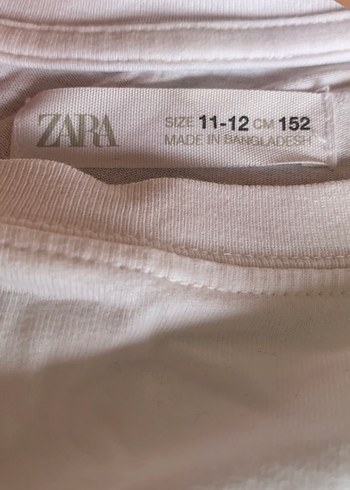 ZARA
SIZE 11-12 CM 152
MADE IN BANGLADESH